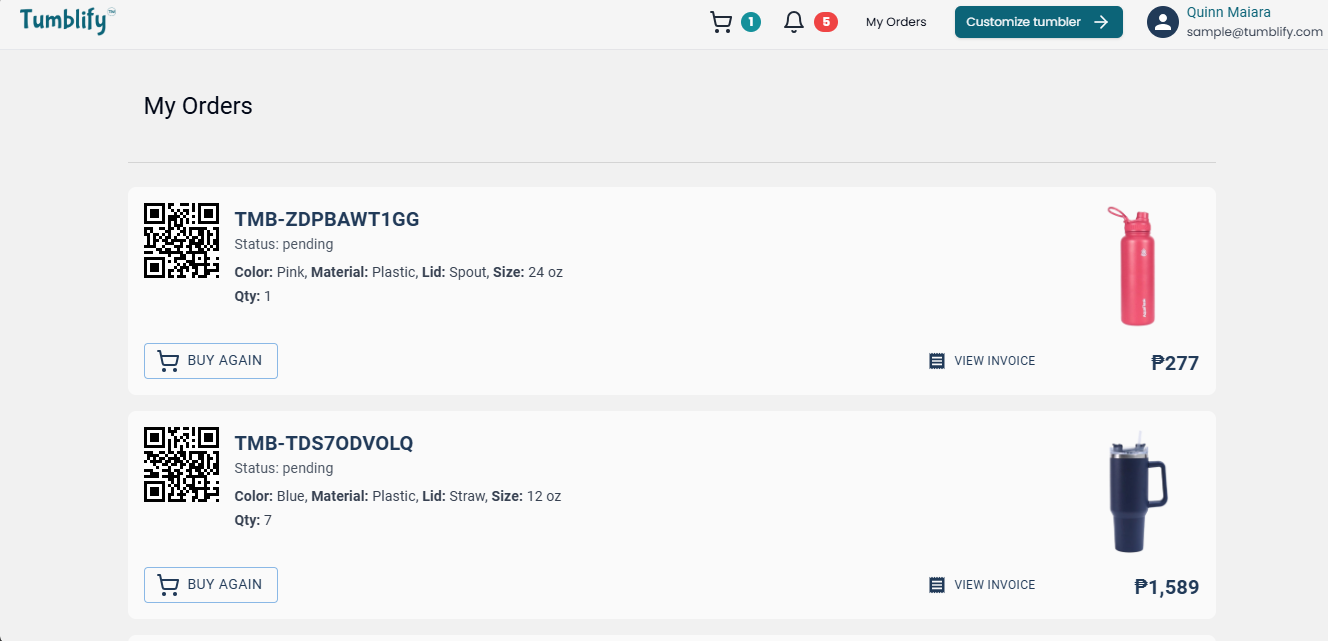 Tumblify™
1 5 My Orders Customize tumbler Quinn Maiara
sample@tumblify.com
My Orders
TMB-ZDPBAWT1GG
Status: pending
Color: Pink, Material: Plastic, Lid: Spout, Size: 24 oz
Qty: 1
BUY AGAIN VIEW INVOICE ₱277
TMB-TDS7ODVOLQ
Status: pending
Color: Blue, Material: Plastic, Lid: Straw, Size: 12 oz
Qty: 7
BUY AGAIN VIEW INVOICE ₱1,589